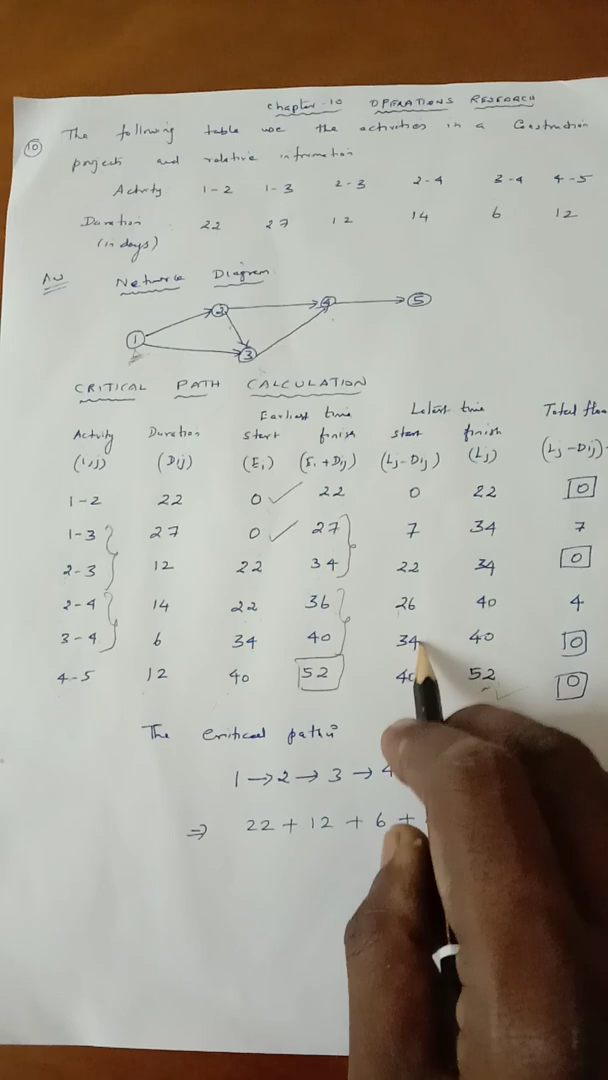 Chapter-10 OPERATIONS RESEARCH
10 The following table use the activities in a Construction
projects and relative information
Activity 1-2 1-3 2-3 2-4 3-4 4-5
Duration 22 27 12 14 6 12
(in days)
Network Diagram
1 2 3 4 5
CRITICAL PATH CALCULATION
Earliest time Latest time Total floa
Activity Duration start finish start finish
(i,j) (Dij) (Ei) (Ei+Dij) (Lj-Dij) (Lj) (Lj-Dij)-
1-2 22 0 22 0 22 0
1-3 27 0 27 7 34 7
2-3 12 22 34 22 34 0
2-4 14 22 36 26 40 4
3-4 6 34 40 34 40 0
4-5 12 40 52 40 52 0
The critical path is
1 → 2 → 3 → 4
⇒ 22 + 12 + 6 +